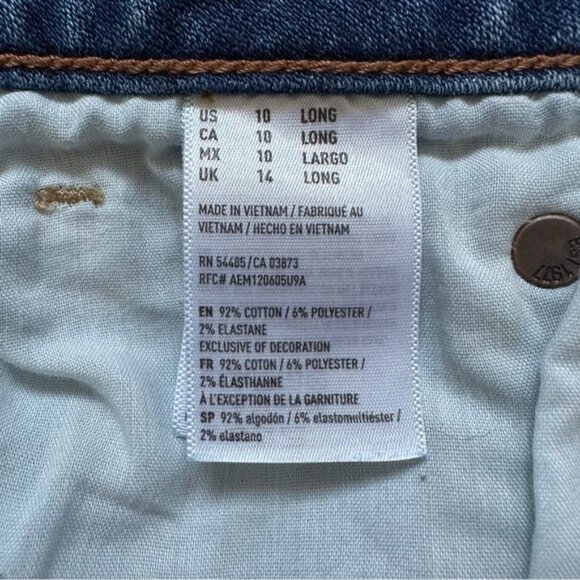 US 10 LONG
CA 10 LONG
MX 10 LARGO
UK 14 LONG
MADE IN VIETNAM / FABRIQUÉ AU
VIETNAM / HECHO EN VIETNAM
RN 54485 / CA 03873
RFC# AEM120605U9A
EN 92% COTTON / 6% POLYESTER /
2% ELASTANE
EXCLUSIVE OF DECORATION
FR 92% COTON / 6% POLYESTER /
2% ÉLASTHANNE
À L'EXCEPTION DE LA GARNITURE
SP 92% algodón / 6% elastomultiéster /
2% elastano
1977